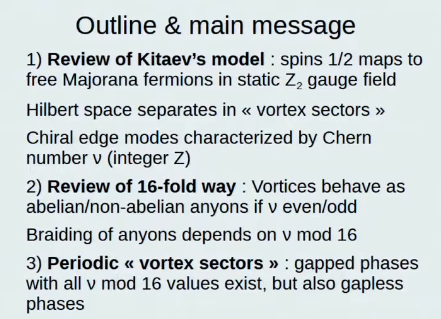 Outline & main message
1) Review of Kitaev's model : spins 1/2 maps to
free Majorana fermions in static Z₂ gauge field
Hilbert space separates in « vortex sectors »
Chiral edge modes characterized by Chern
number ν (integer Z)
2) Review of 16-fold way : Vortices behave as
abelian/non-abelian anyons if ν even/odd
Braiding of anyons depends on ν mod 16
3) Periodic « vortex sectors » : gapped phases
with all ν mod 16 values exist, but also gapless
phases